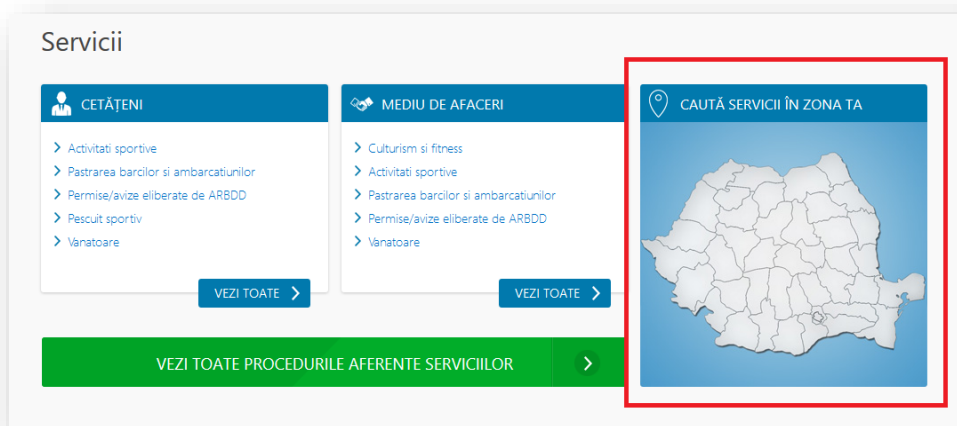 Servicii
CETĂȚENI
Activitati sportive
Pastrarea barcilor si ambarcatiunilor
Permise/avize eliberate de ARBDD
Pescuit sportiv
Vanatoare
VEZI TOATE
MEDIU DE AFACERI
Culturism si fitness
Activitati sportive
Pastrarea barcilor si ambarcatiunilor
Permise/avize eliberate de ARBDD
Vanatoare
VEZI TOATE
CAUTĂ SERVICII ÎN ZONA TA
VEZI TOATE PROCEDURILE AFERENTE SERVICIILOR